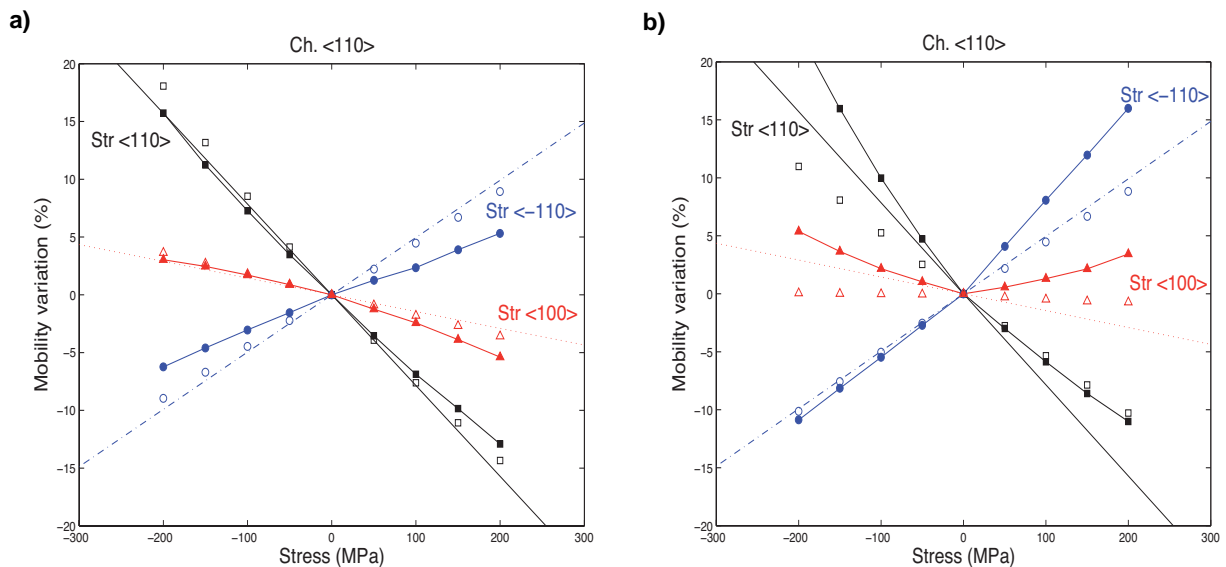 a)
Ch. <110>
20
15
10
5
0
−5
−10
−15
−20
Mobility variation (%)
Str <110>
Str <−110>
Str <100>
−300 −200 −100 0 100 200 300
Stress (MPa)
b)
Ch. <110>
20
15
10
5
0
−5
−10
−15
−20
Mobility variation (%)
Str <−110>
Str <110>
Str <100>
−300 −200 −100 0 100 200 300
Stress (MPa)